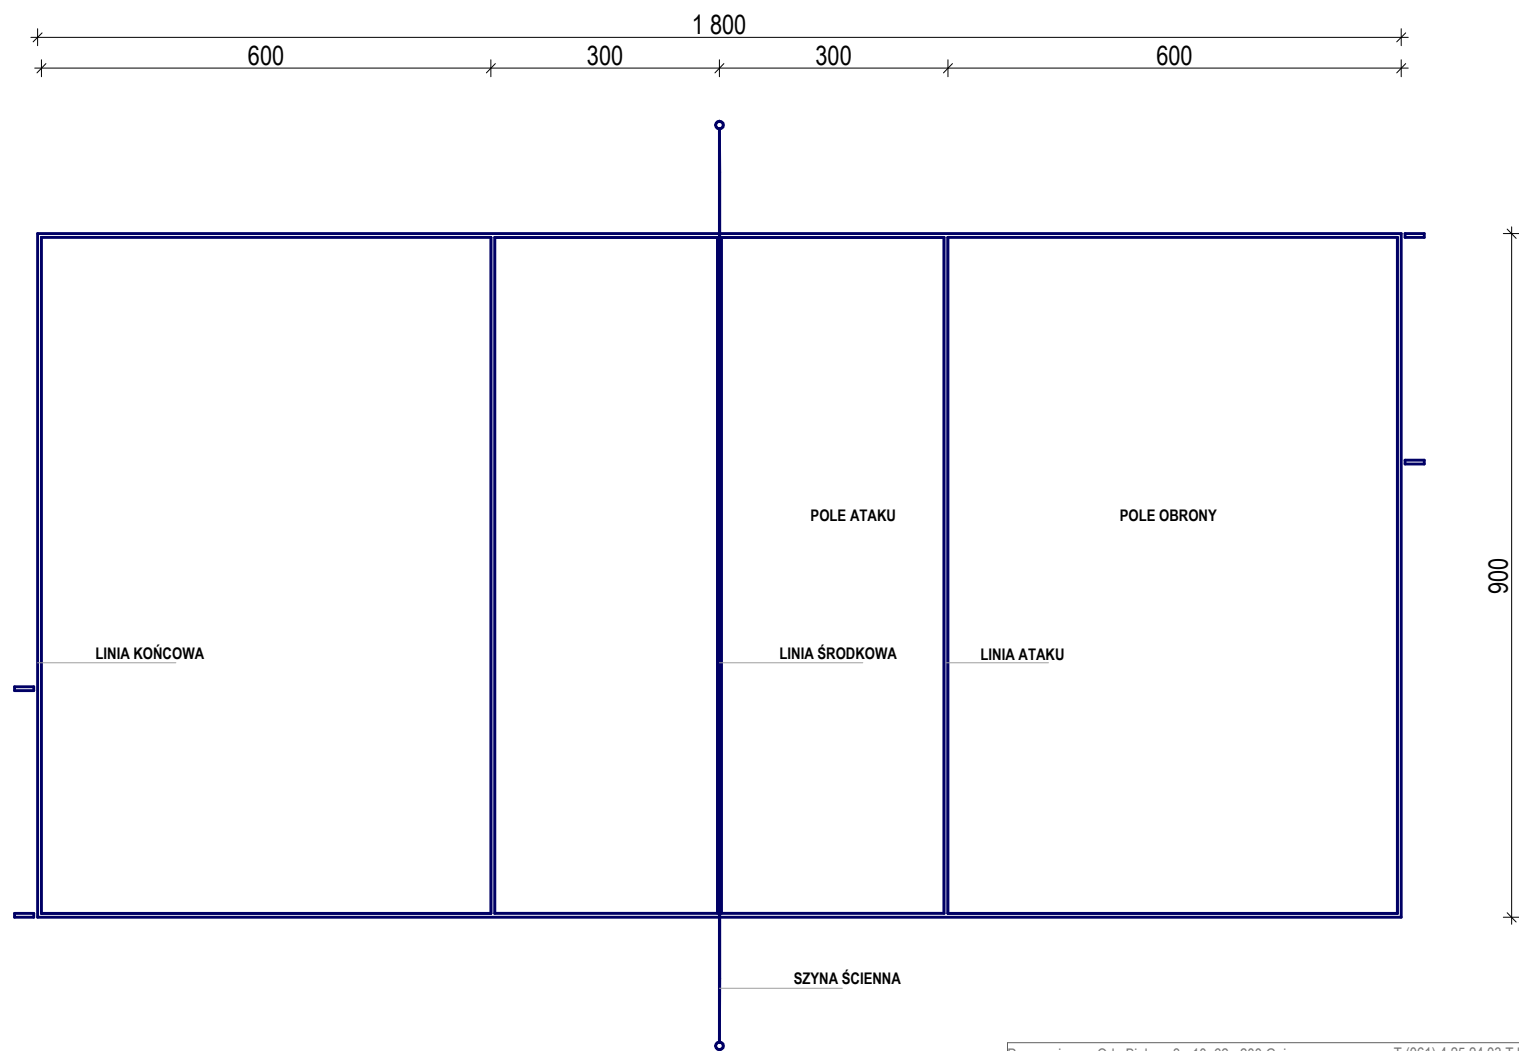 1 800
600 300 300 600
POLE ATAKU POLE OBRONY
900
LINIA KOŃCOWA LINIA ŚRODKOWA LINIA ATAKU
SZYNA ŚCIENNA